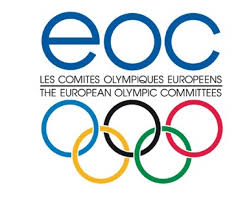 eoc
LES COMITES OLYMPIQUES EUROPEENS
THE EUROPEAN OLYMPIC COMMITTEES